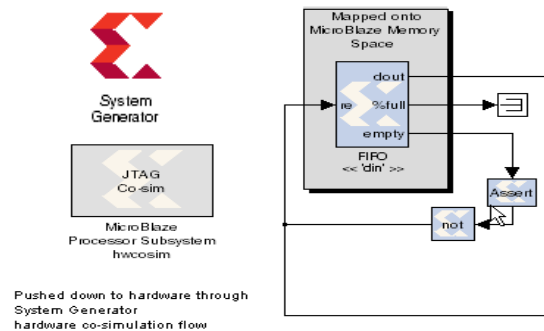 System
Generator
JTAG
Co-sim
MicroBlaze
Processor Subsystem
hwcosim
Pushed down to hardware through
System Generator
hardware co-simulation flow
Mapped onto
MicroBlaze Memory
Space
dout
re %full
empty
FIFO
<< 'din' >>
Assert
not